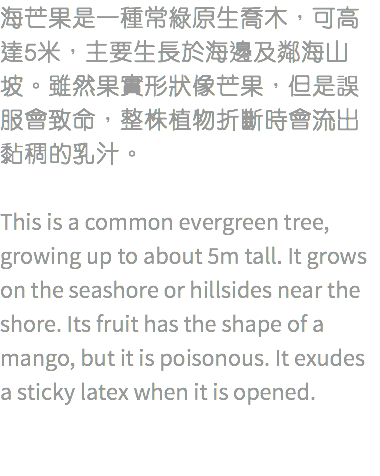 海芒果是一種常綠原生喬木，可高
達5米，主要生長於海邊及鄰海山
坡。雖然果實形狀像芒果，但是誤
服會致命，整株植物折斷時會流出
黏稠的乳汁。
This is a common evergreen tree,
growing up to about 5m tall. It grows
on the seashore or hillsides near the
shore. Its fruit has the shape of a
mango, but it is poisonous. It exudes
a sticky latex when it is opened.